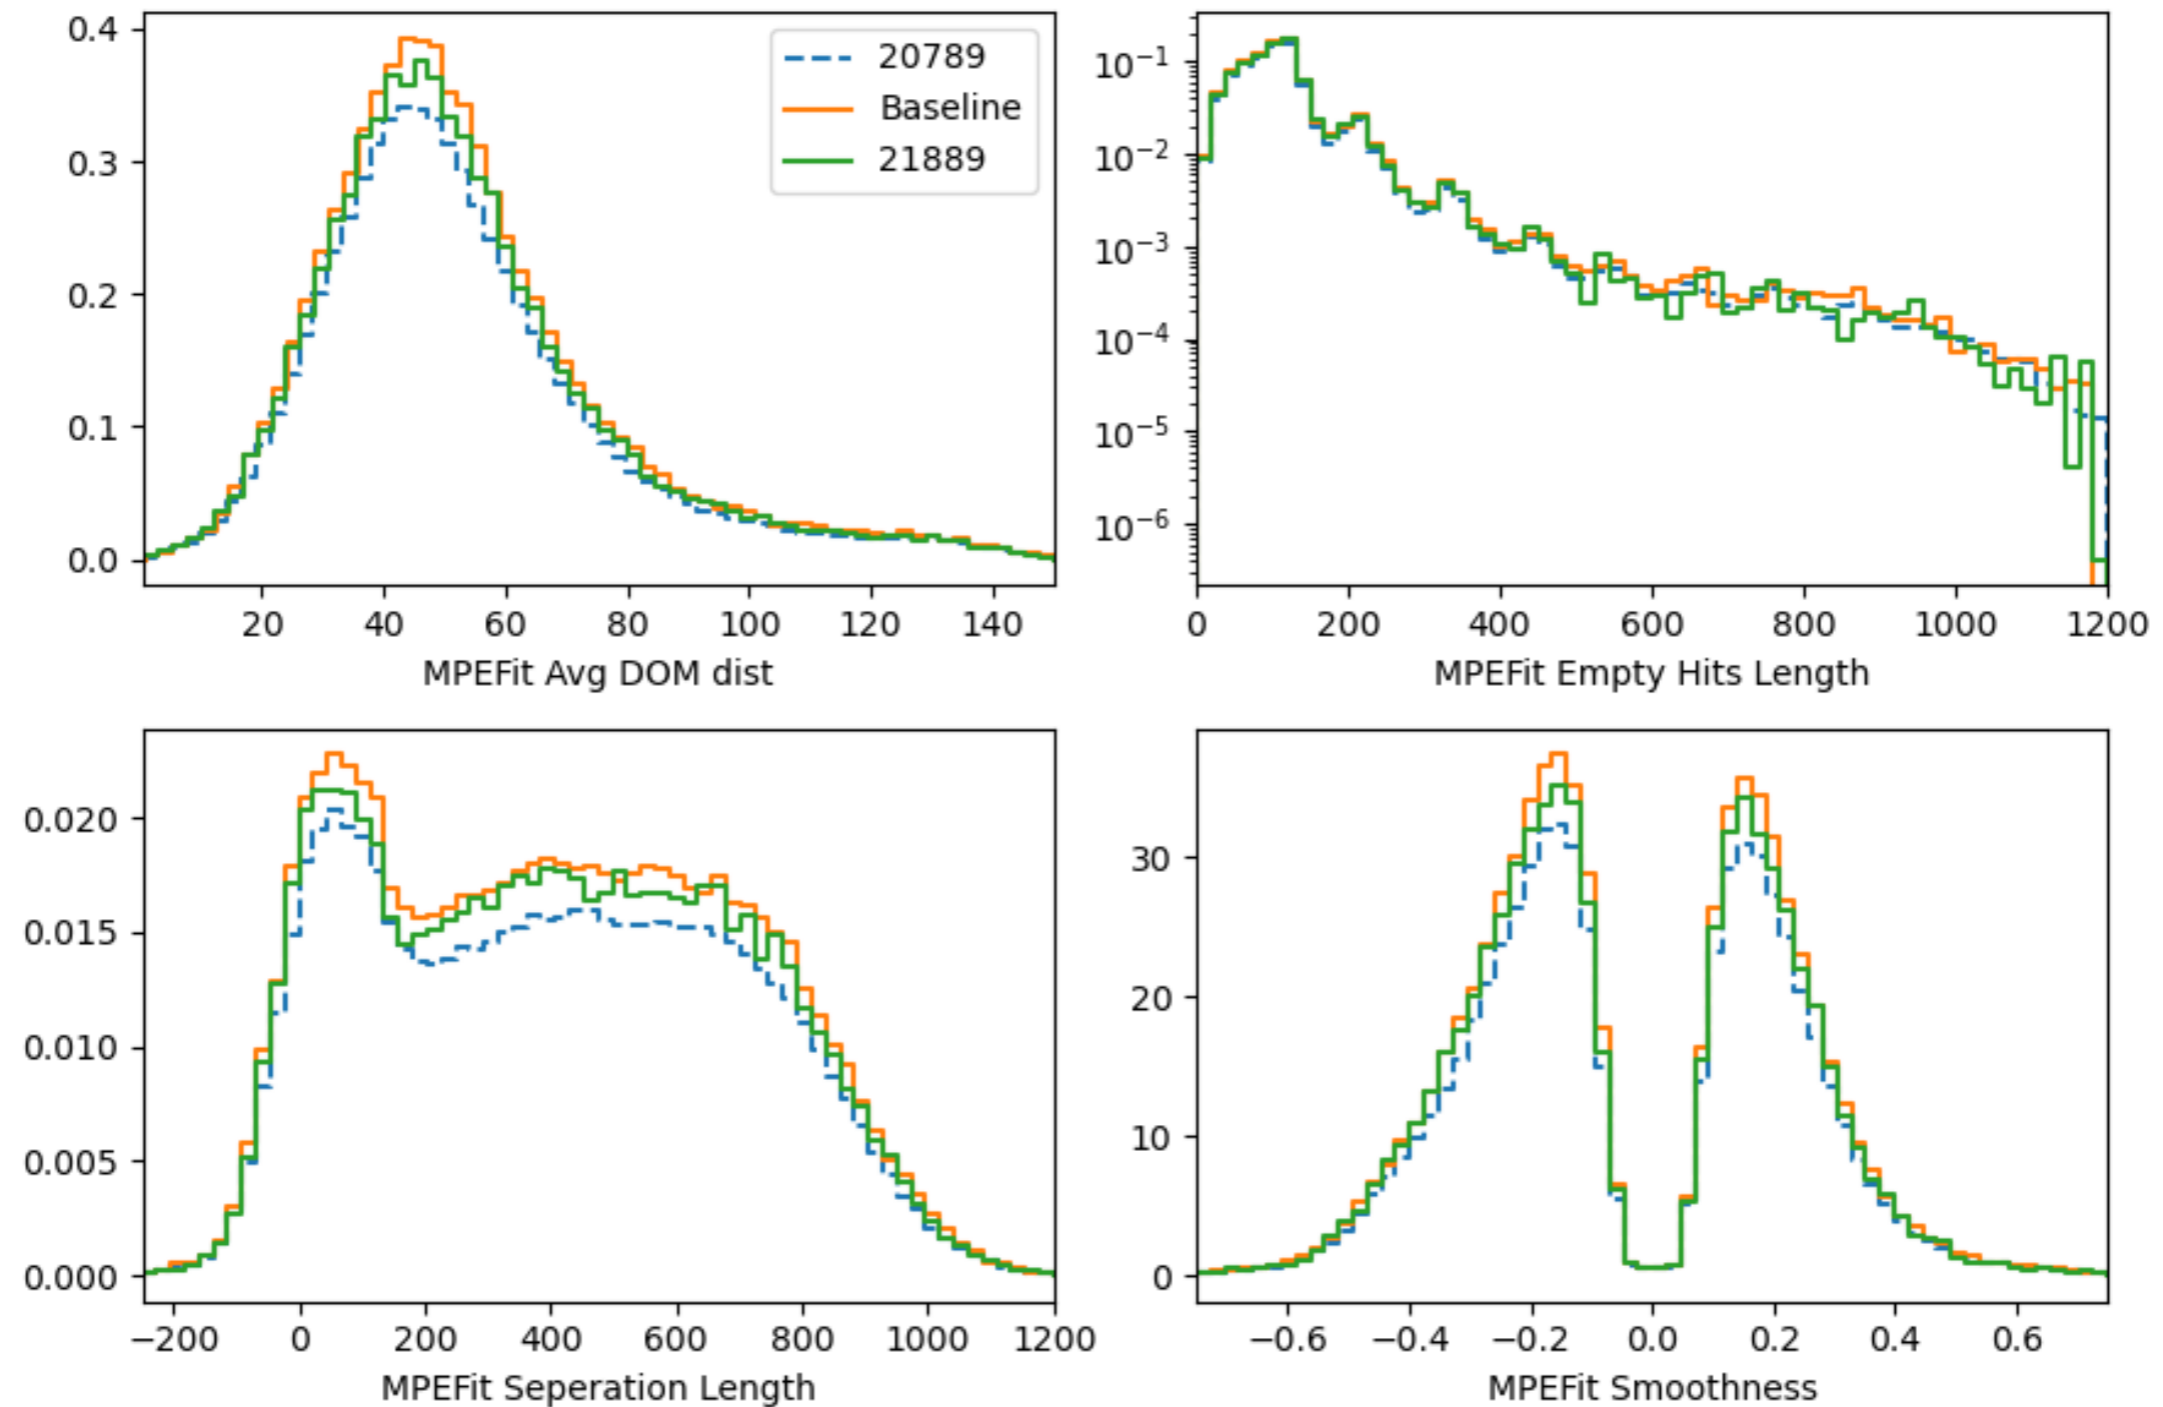 0.4
0.3
0.2
0.1
0.0
20789
Baseline
21889
20 40 60 80 100 120 140
MPEFit Avg DOM dist
10⁻¹
10⁻²
10⁻³
10⁻⁴
10⁻⁵
10⁻⁶
0 200 400 600 800 1000 1200
MPEFit Empty Hits Length
0.020
0.015
0.010
0.005
0.000
−200 0 200 400 600 800 1000 1200
MPEFit Seperation Length
30
20
10
0
−0.6 −0.4 −0.2 0.0 0.2 0.4 0.6
MPEFit Smoothness